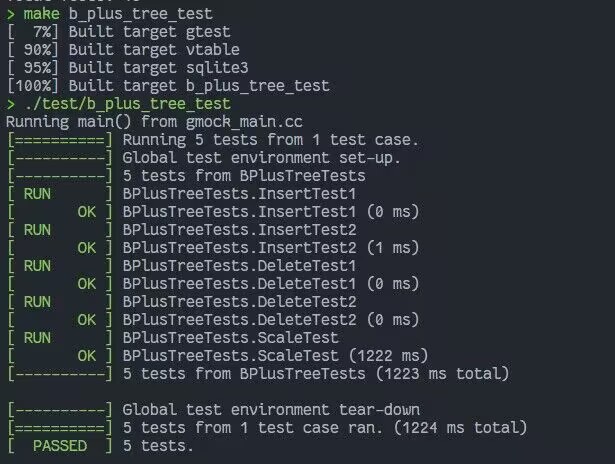 > make b_plus_tree_test
[  7%] Built target gtest
[ 90%] Built target vtable
[ 95%] Built target sqlite3
[100%] Built target b_plus_tree_test
> ./test/b_plus_tree_test
Running main() from gmock_main.cc
[==========] Running 5 tests from 1 test case.
[----------] Global test environment set-up.
[----------] 5 tests from BPlusTreeTests
[ RUN      ] BPlusTreeTests.InsertTest1
[       OK ] BPlusTreeTests.InsertTest1 (0 ms)
[ RUN      ] BPlusTreeTests.InsertTest2
[       OK ] BPlusTreeTests.InsertTest2 (1 ms)
[ RUN      ] BPlusTreeTests.DeleteTest1
[       OK ] BPlusTreeTests.DeleteTest1 (0 ms)
[ RUN      ] BPlusTreeTests.DeleteTest2
[       OK ] BPlusTreeTests.DeleteTest2 (0 ms)
[ RUN      ] BPlusTreeTests.ScaleTest
[       OK ] BPlusTreeTests.ScaleTest (1222 ms)
[----------] 5 tests from BPlusTreeTests (1223 ms total)
[----------] Global test environment tear-down
[==========] 5 tests from 1 test case ran. (1224 ms total)
[  PASSED  ] 5 tests.